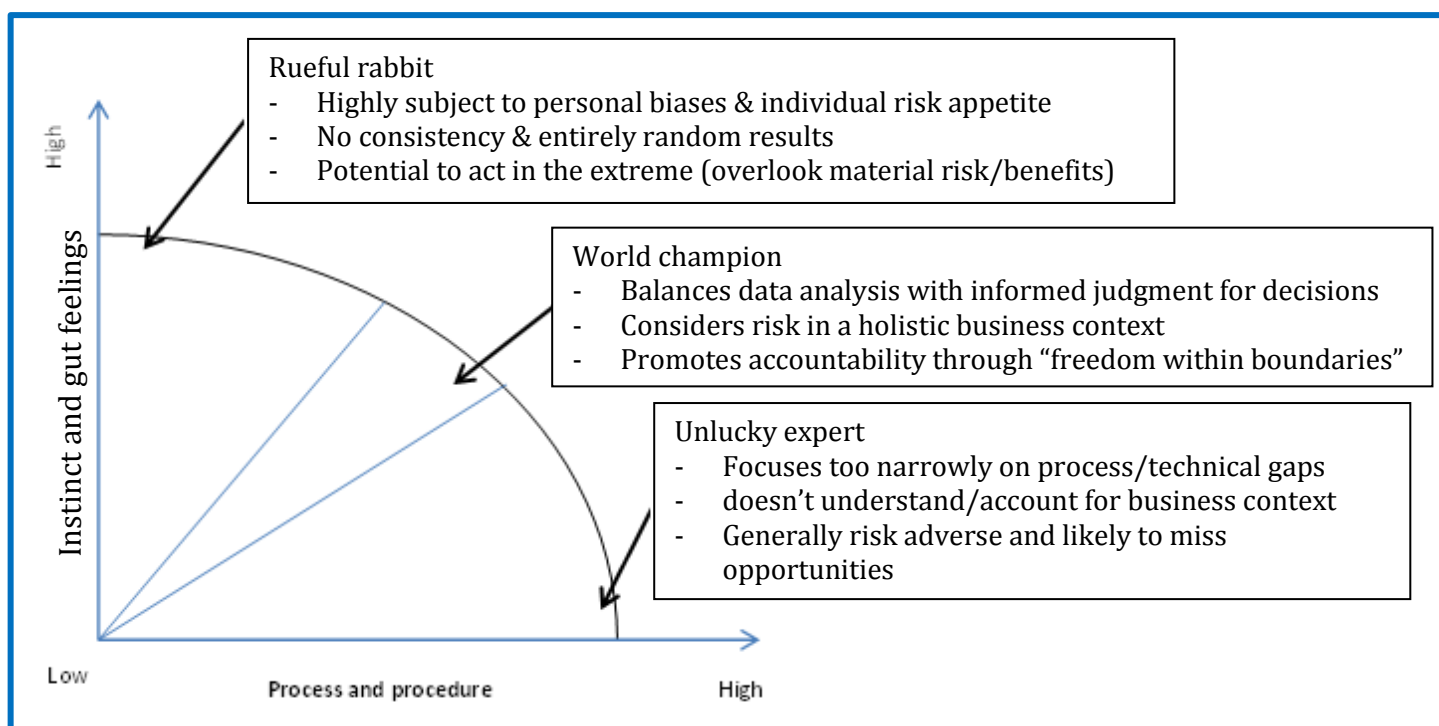 Rueful rabbit
- Highly subject to personal biases & individual risk appetite
- No consistency & entirely random results
- Potential to act in the extreme (overlook material risk/benefits)
High
Instinct and gut feelings
World champion
- Balances data analysis with informed judgment for decisions
- Considers risk in a holistic business context
- Promotes accountability through “freedom within boundaries”
Unlucky expert
- Focuses too narrowly on process/technical gaps
- doesn’t understand/account for business context
- Generally risk adverse and likely to miss
opportunities
Low
Process and procedure
High